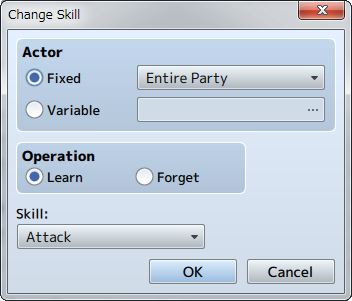 Change Skill
Actor
Fixed
Entire Party
Variable
...
Operation
Learn
Forget
Skill:
Attack
OK
Cancel